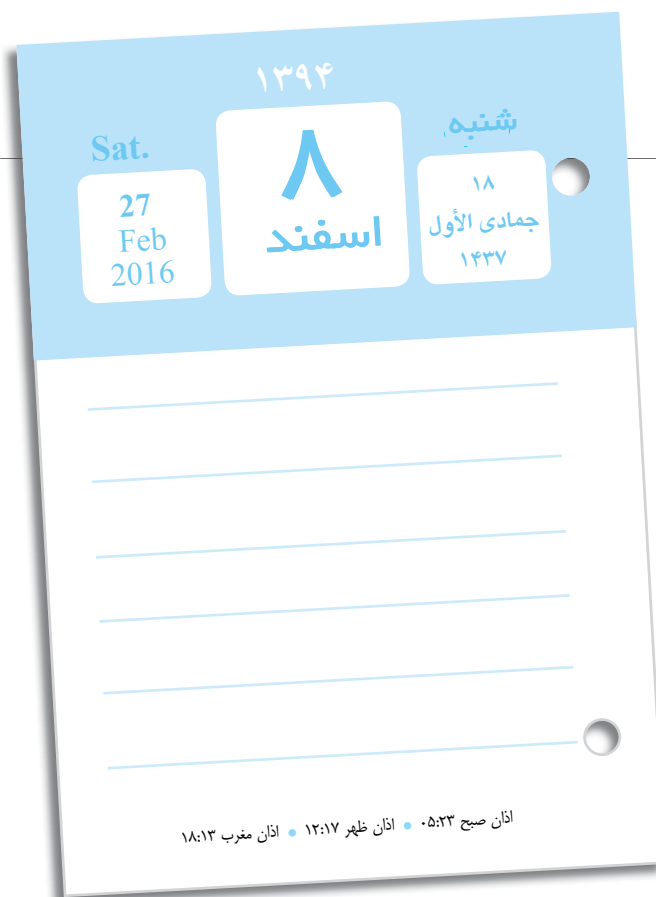 ۱۳۹۴
شنبه
۱۸
جمادی الأول
۱۴۳۷
۸
اسفند
Sat.
27
Feb
2016
اذان صبح ۰۵:۲۳ • اذان ظهر ۱۲:۱۷ • اذان مغرب ۱۸:۱۳